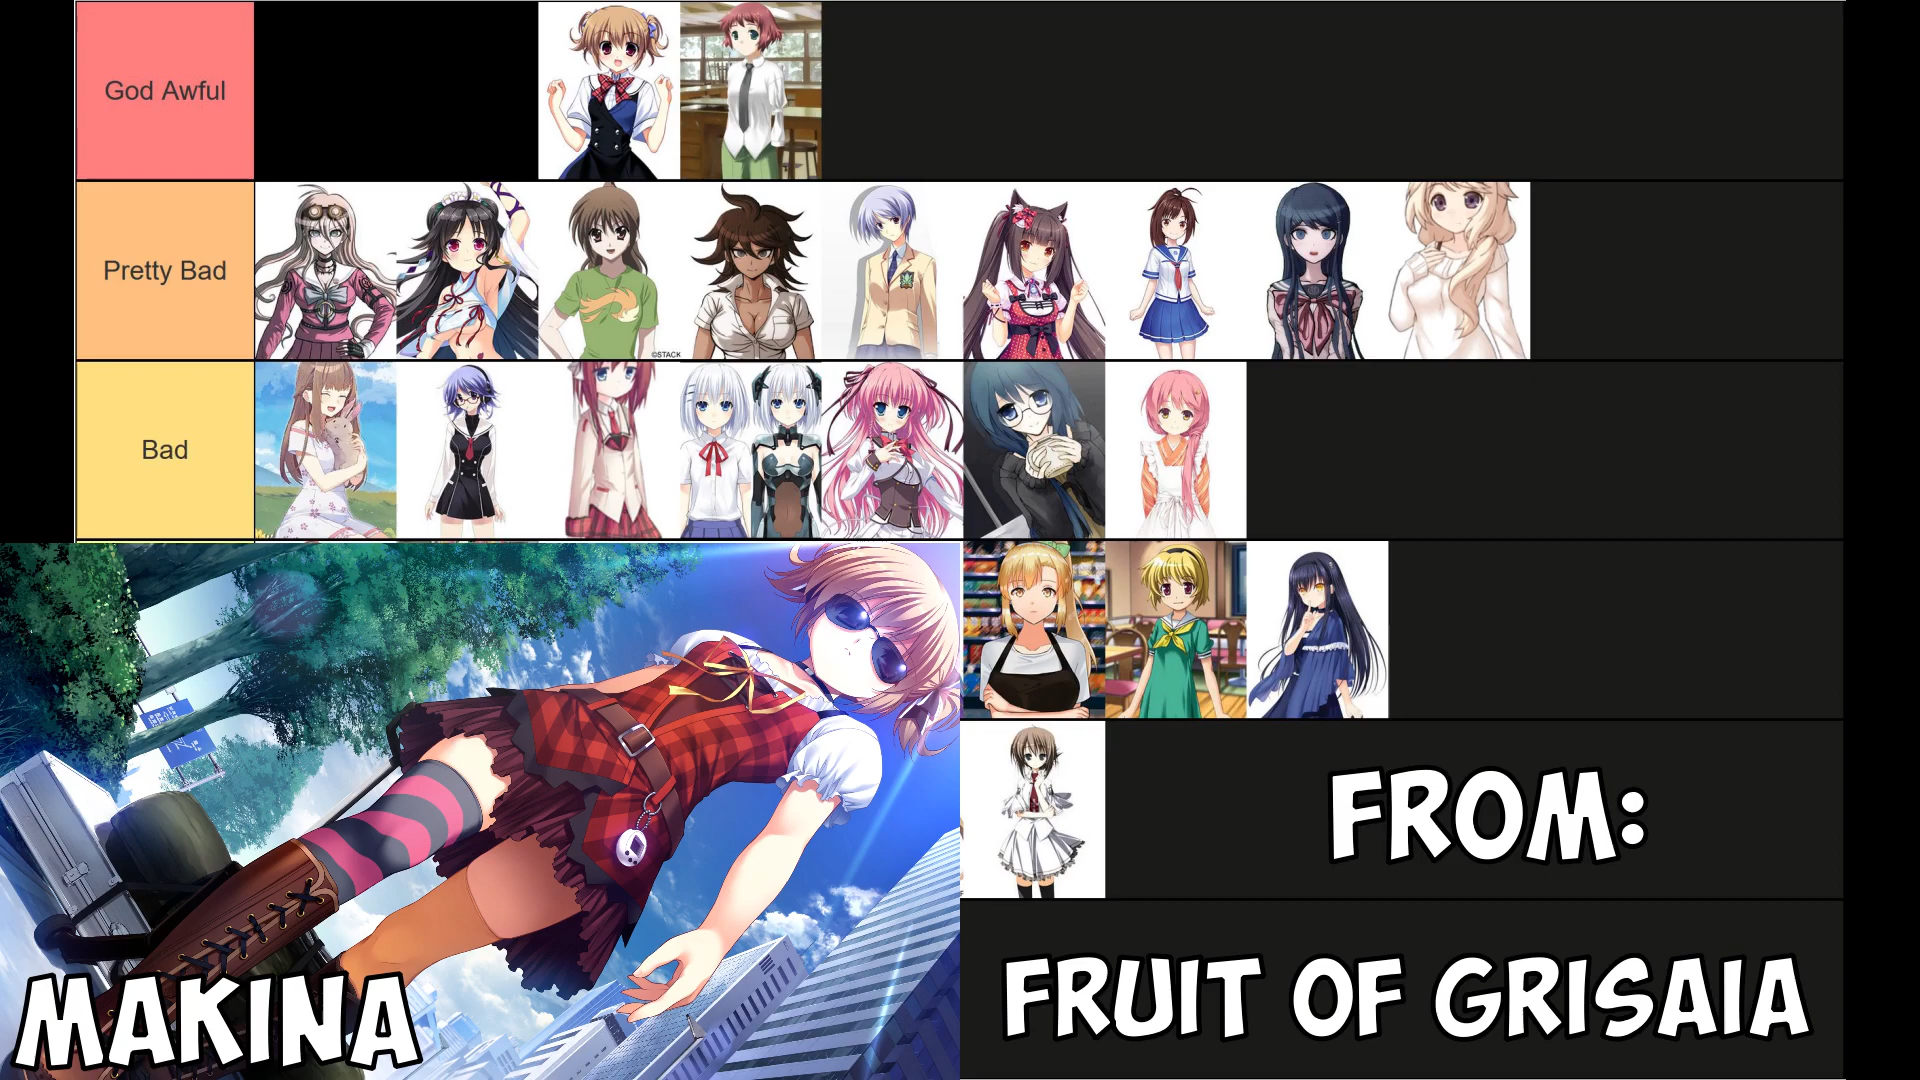 God Awful
Pretty Bad
©STACK
Bad
FROM:
MAKINA
FRUIT OF GRISAIA